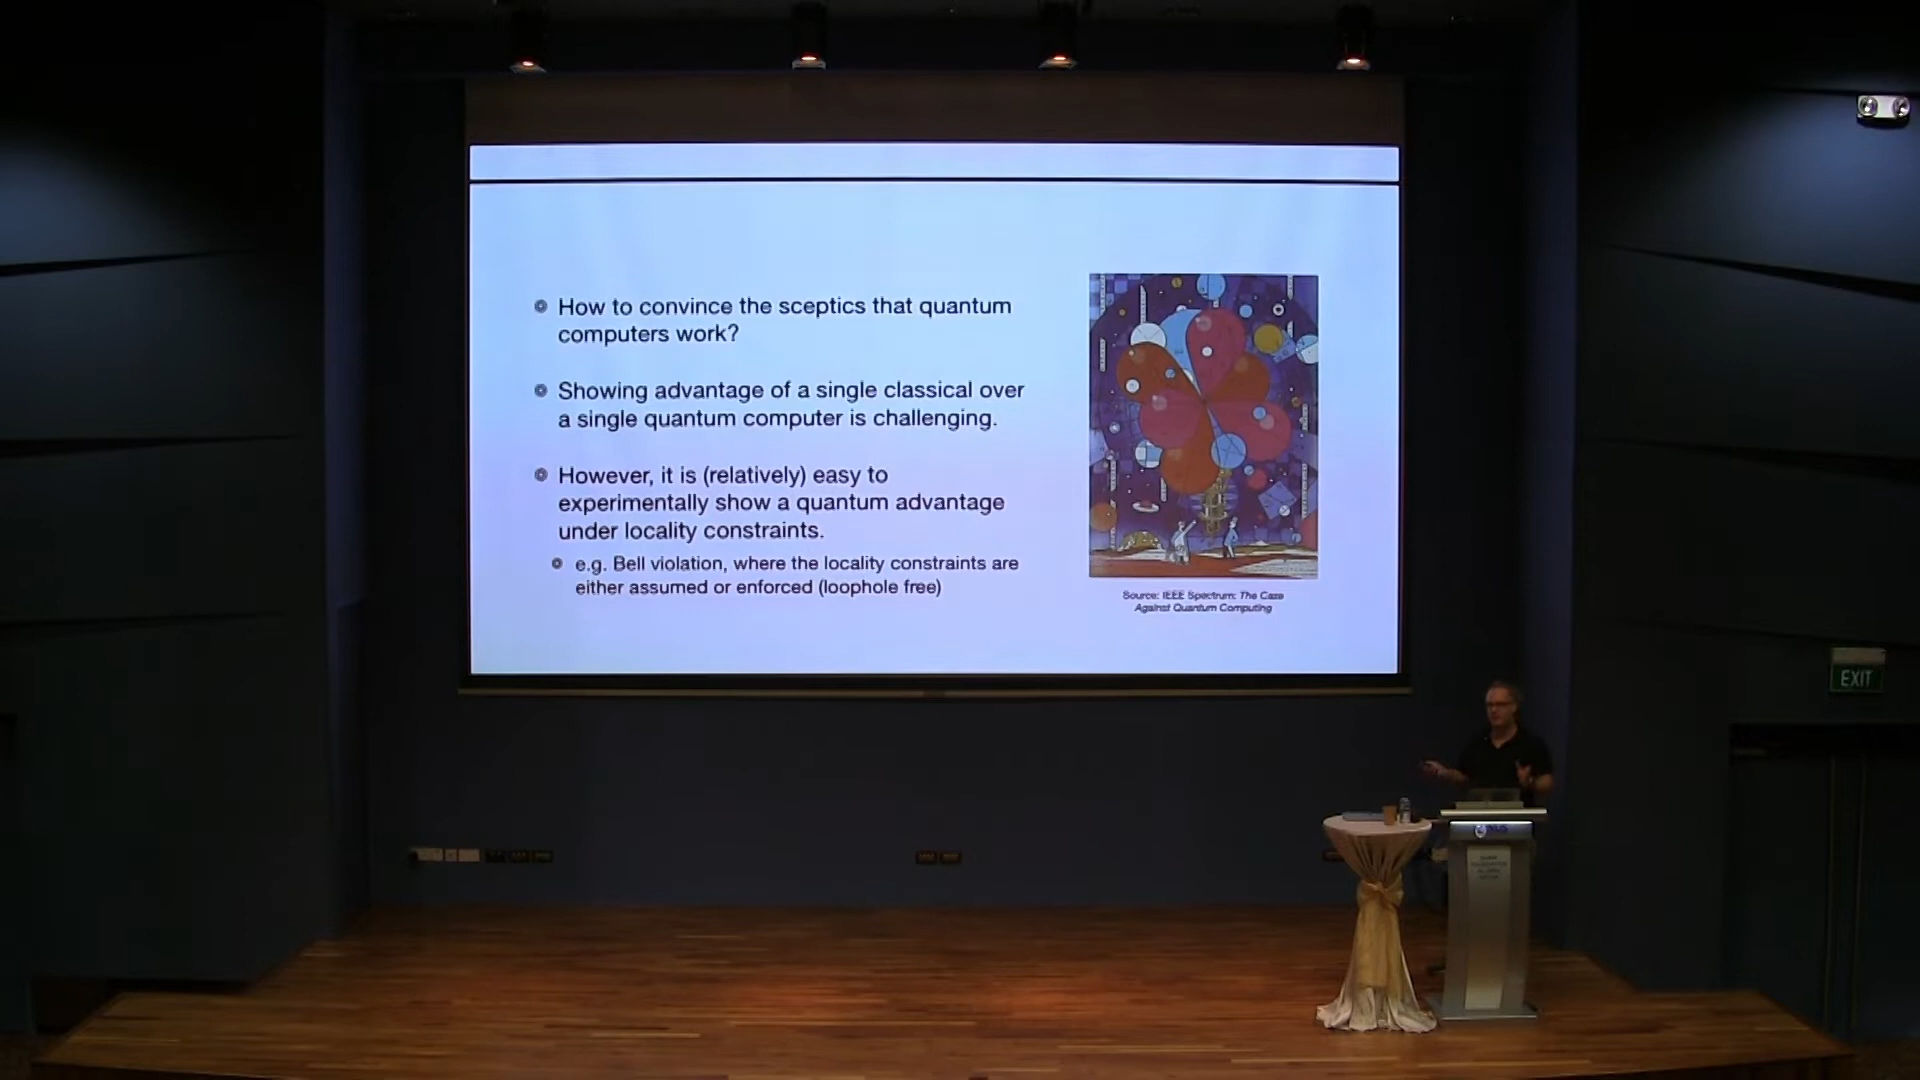 How to convince the sceptics that quantum
computers work?
Showing advantage of a single classical over
a single quantum computer is challenging.
However, it is (relatively) easy to
experimentally show a quantum advantage
under locality constraints.
e.g. Bell violation, where the locality constraints are
either assumed or enforced (loophole free)
Source: IEEE Spectrum: The Case
Against Quantum Computing
EXIT
NUS